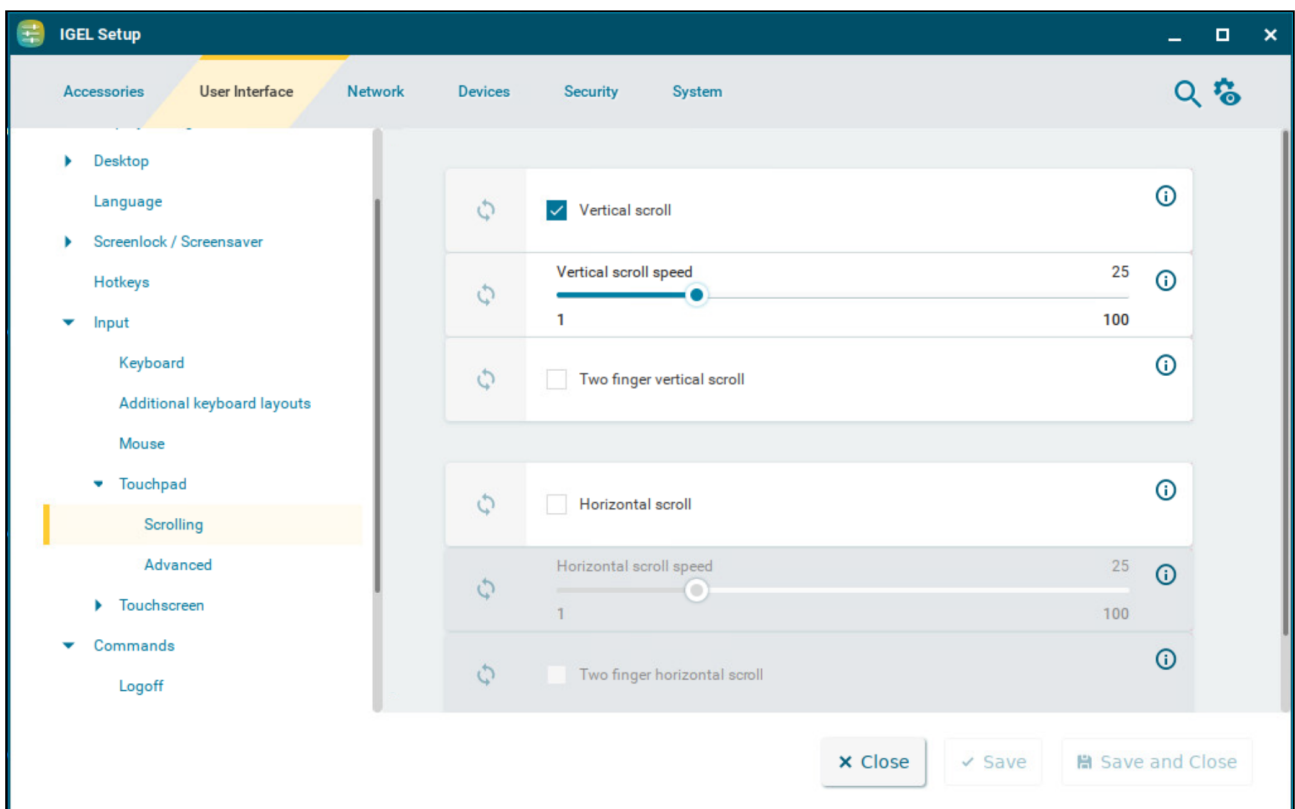 IGEL Setup
Accessories
User Interface
Network
Devices
Security
System
Desktop
Language
Screenlock / Screensaver
Hotkeys
Input
Keyboard
Additional keyboard layouts
Mouse
Touchpad
Scrolling
Advanced
Touchscreen
Commands
Logoff
Vertical scroll
Vertical scroll speed 25
1 100
Two finger vertical scroll
Horizontal scroll
Horizontal scroll speed 25
1 100
Two finger horizontal scroll
Close
Save
Save and Close